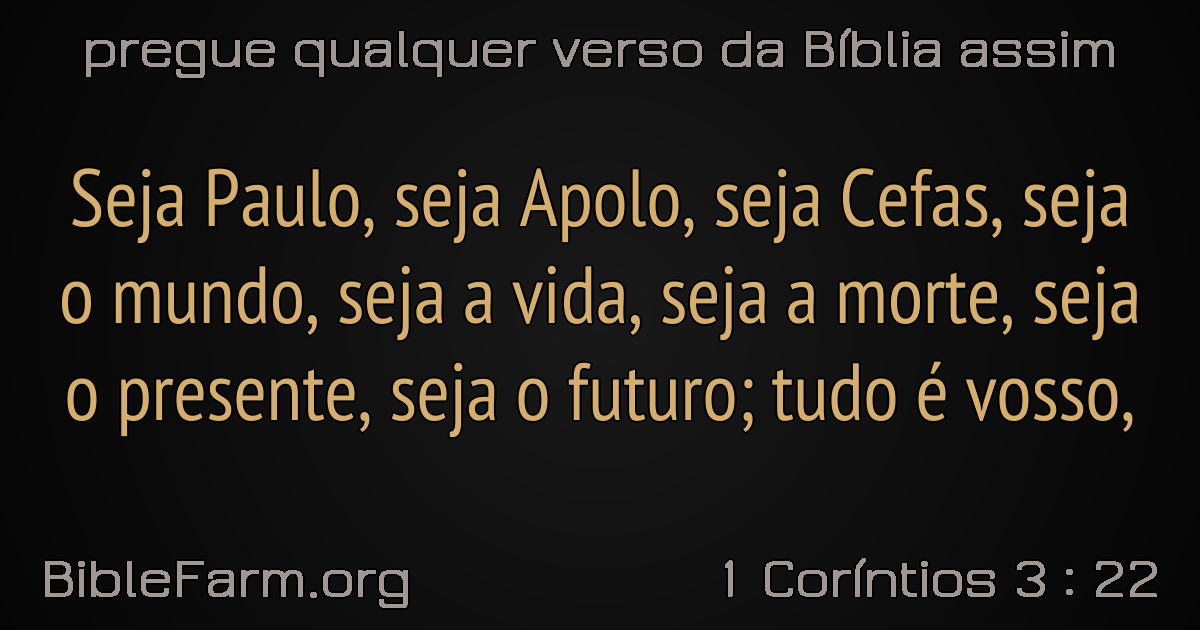 pregue qualquer verso da Bíblia assim
Seja Paulo, seja Apolo, seja Cefas, seja
o mundo, seja a vida, seja a morte, seja
o presente, seja o futuro; tudo é vosso,
BibleFarm.org
1 Coríntios 3 : 22